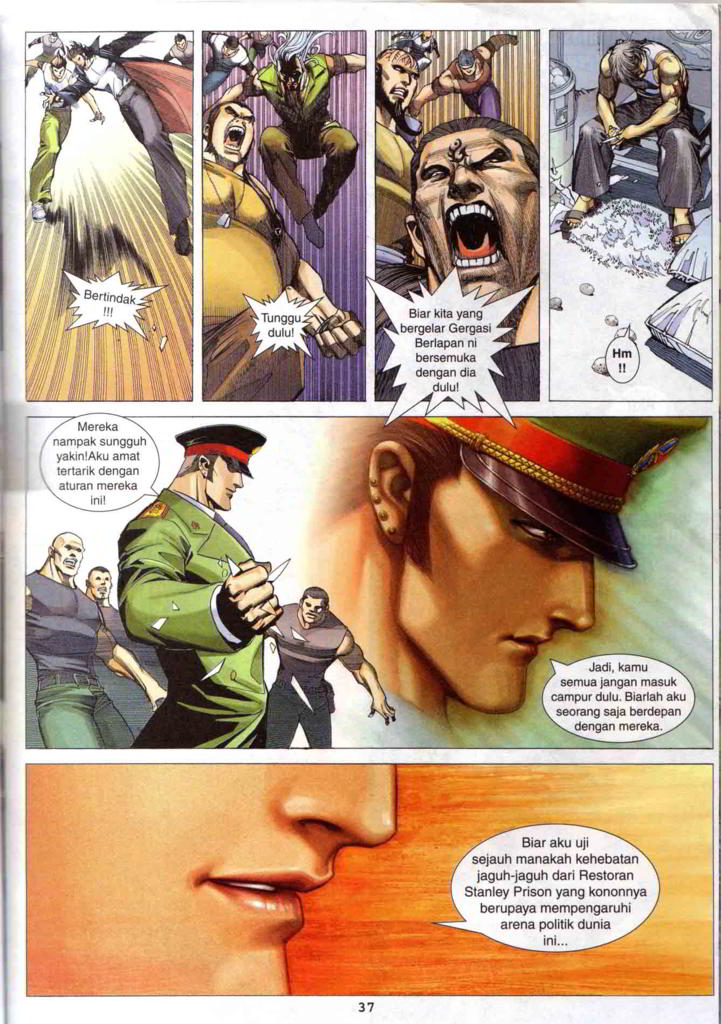 Bertindak
!!!
Tunggu
dulu!
Biar kita yang
bergelar Gergasi
Berlapan ni
bersemuka
dengan dia
dulu!
Hm
!!
Mereka
nampak sungguh
yakin!Aku amat
tertarik dengan
aturan mereka
ini!
Jadi, kamu
semua jangan masuk
campur dulu. Biarlah aku
seorang saja berdepan
dengan mereka.
Biar aku uji
sejauh manakah kehebatan
jaguh-jaguh dari Restoran
Stanley Prison yang kononnya
berupaya mempengaruhi
arena politik dunia
ini...
37